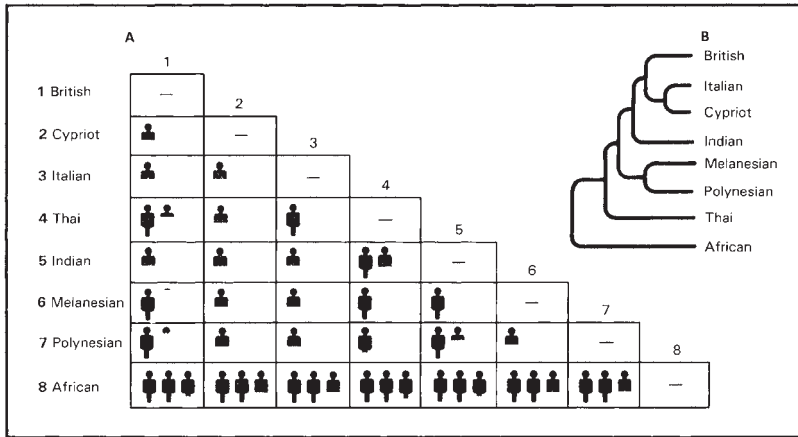 A
B
1
British
1 British
—
2
Italian
2 Cypriot
—
3
Cypriot
3 Italian
—
4
Indian
4 Thai
—
5
Melanesian
5 Indian
—
6
Polynesian
6 Melanesian
—
7
Thai
7 Polynesian
—
8
African
8 African
—